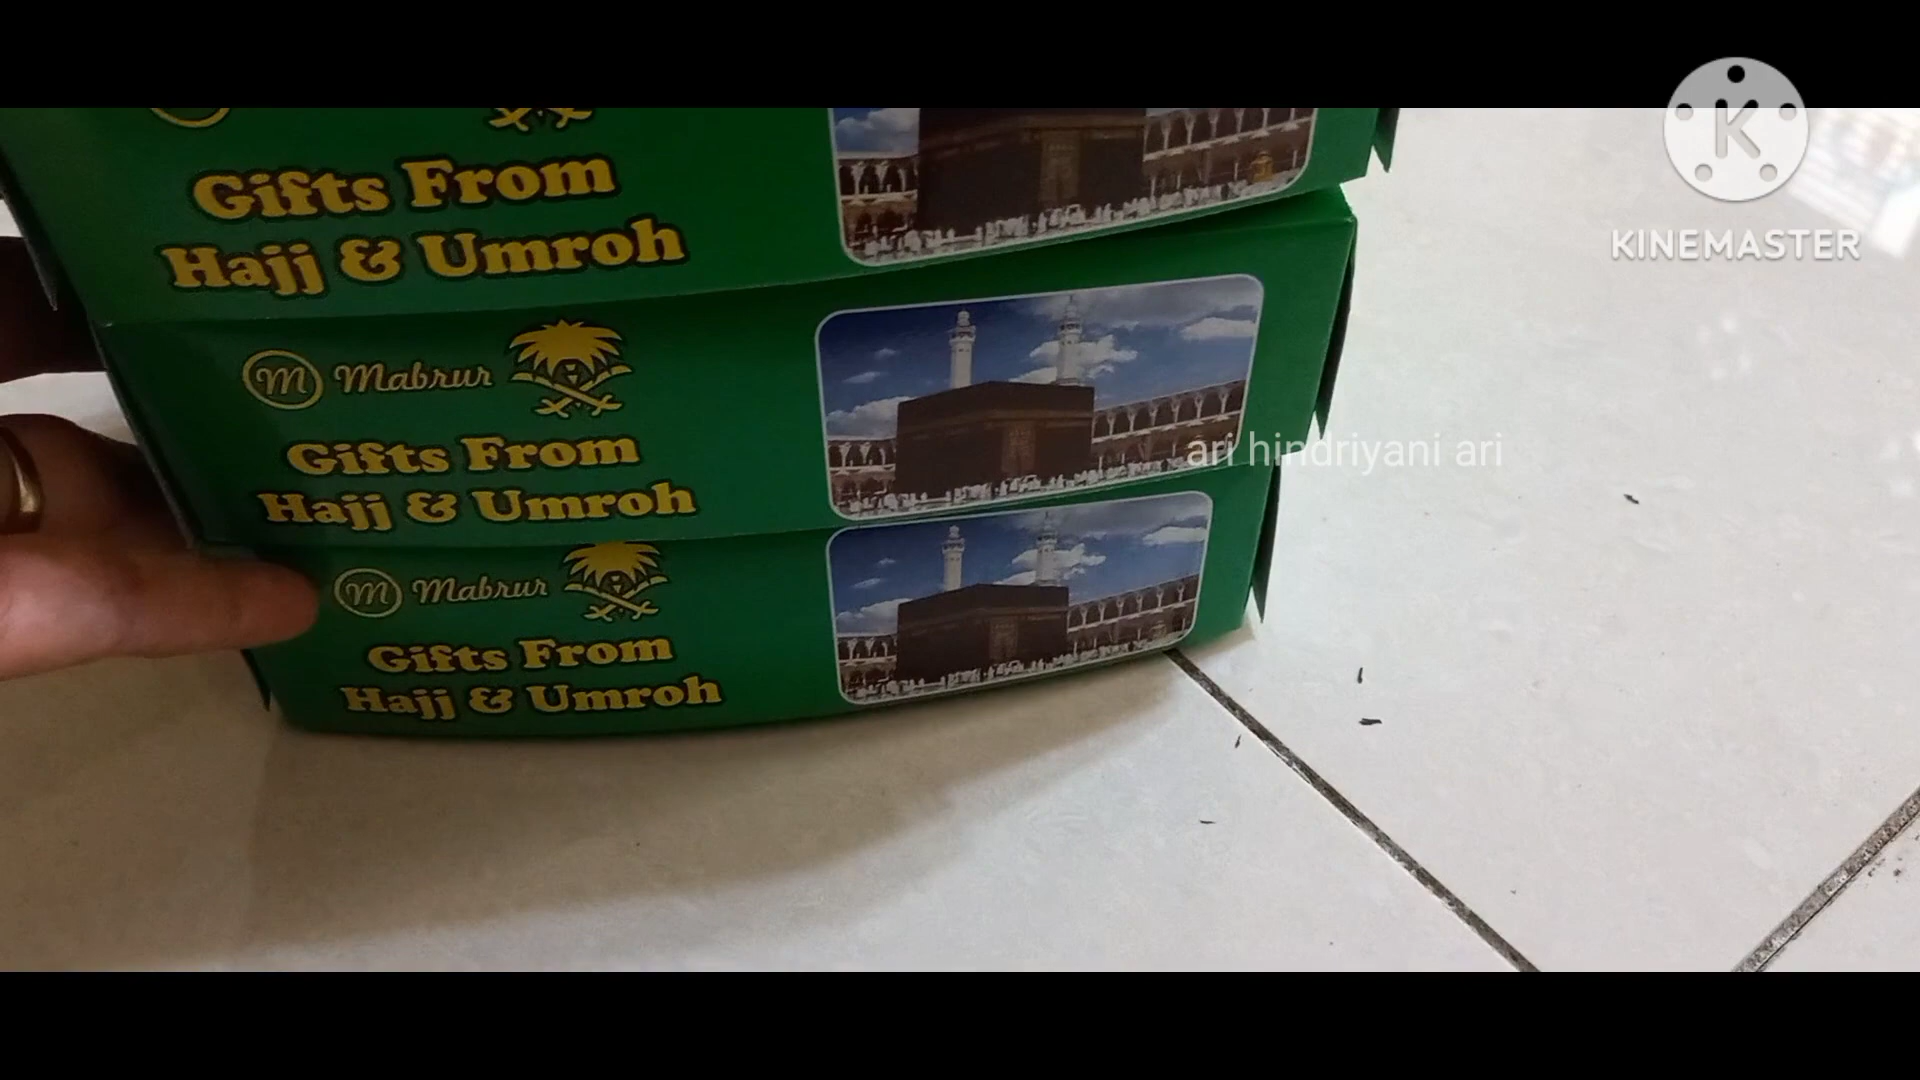 K
KINEMASTER
Gifts From
Hajj & Umroh
m Mabrur
Gifts From
Hajj & Umroh
ari hindriyani ari
m Mabrur
Gifts From
Hajj & Umroh